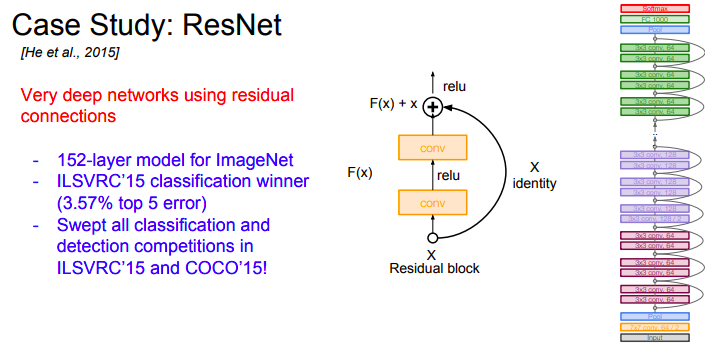 Case Study: ResNet
[He et al., 2015]
Very deep networks using residual
connections
- 152-layer model for ImageNet
- ILSVRC'15 classification winner
(3.57% top 5 error)
- Swept all classification and
detection competitions in
ILSVRC'15 and COCO'15!
relu
F(x) + x
conv
F(x)
relu
X
identity
conv
X
Residual block
Softmax
FC 1000
Pool
3x3 conv, 64
3x3 conv, 64
3x3 conv, 64
3x3 conv, 64
3x3 conv, 64
3x3 conv, 64
...
3x3 conv, 128
3x3 conv, 128
3x3 conv, 128
3x3 conv, 128
3x3 conv, 128
3x3 conv, 128 / 2
3x3 conv, 64
3x3 conv, 64
3x3 conv, 64
3x3 conv, 64
3x3 conv, 64
3x3 conv, 64
Pool
7x7 conv, 64 / 2
Input